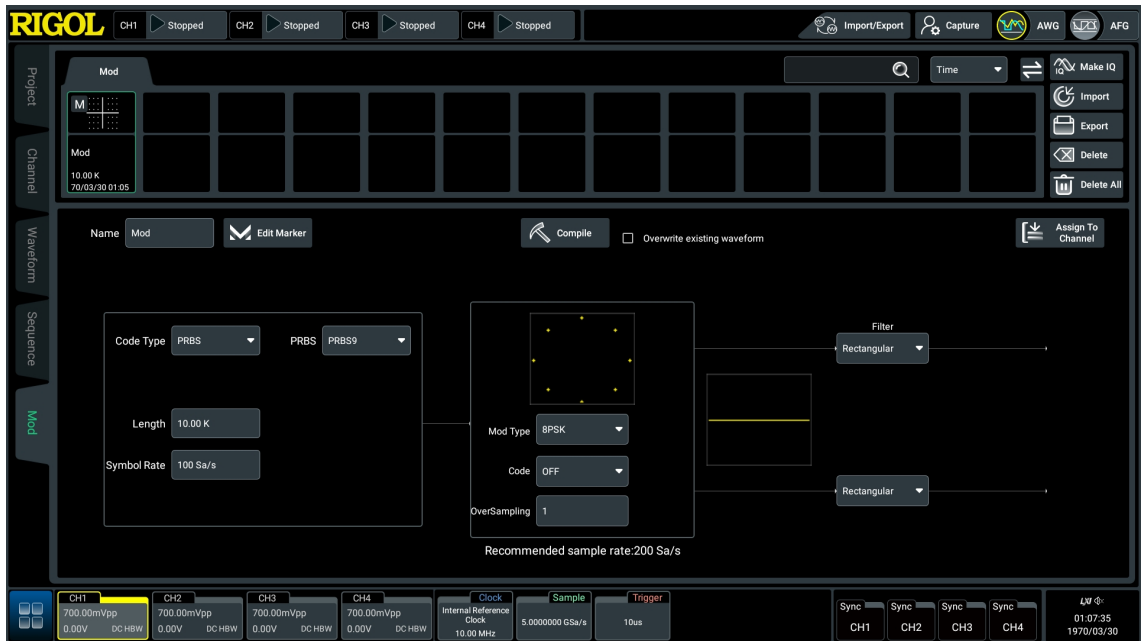 RIGOL
CH1 Stopped
CH2 Stopped
CH3 Stopped
CH4 Stopped
Import/Export
Capture
AWG
AFG
Project
Channel
Waveform
Sequence
Mod
Mod
Time
Make IQ
Import
Export
Delete
Delete All
M
Mod
10.00 K
70/03/30 01:05
Name Mod
Edit Marker
Compile
Overwrite existing waveform
Assign To
Channel
Code Type PRBS
PRBS PRBS9
Length 10.00 K
Symbol Rate 100 Sa/s
Mod Type 8PSK
Code OFF
OverSampling 1
Recommended sample rate:200 Sa/s
Filter
Rectangular
Rectangular
CH1
700.00mVpp
0.00V DC HBW
CH2
700.00mVpp
0.00V DC HBW
CH3
700.00mVpp
0.00V DC HBW
CH4
700.00mVpp
0.00V DC HBW
Clock
Internal Reference
Clock
10.00 MHz
Sample
5.0000000 GSa/s
Trigger
10us
Sync
CH1
Sync
CH2
Sync
CH3
Sync
CH4
LXI
01:07:35
1970/03/30